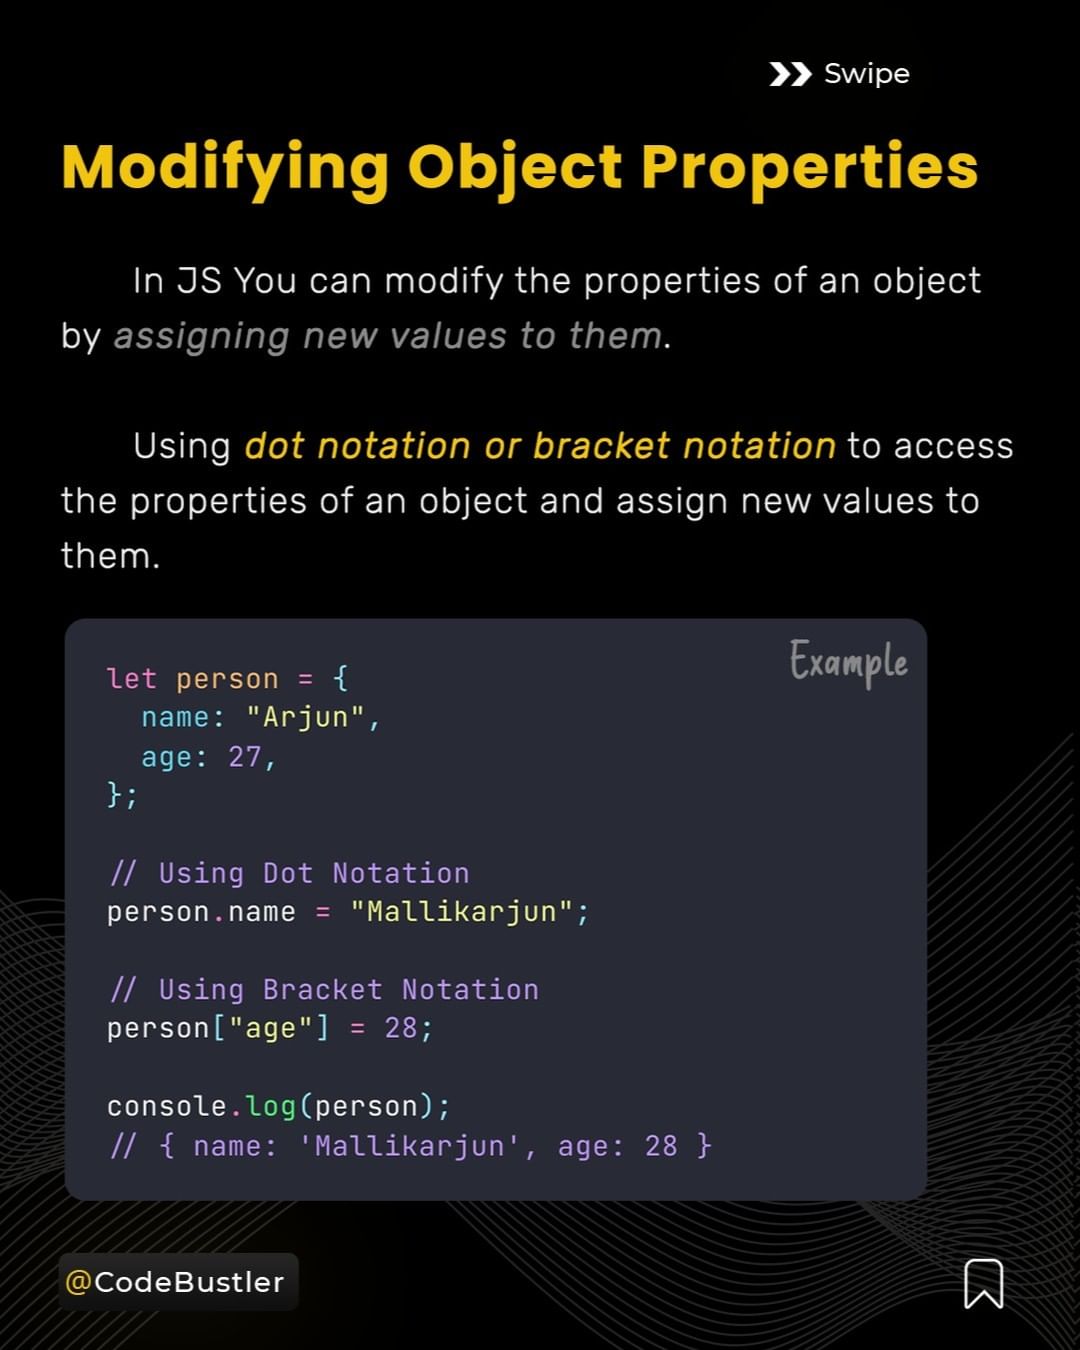 Swipe
Modifying Object Properties
In JS You can modify the properties of an object
by assigning new values to them.
Using dot notation or bracket notation to access
the properties of an object and assign new values to
them.
Example
let person = {
  name: "Arjun",
  age: 27,
};
// Using Dot Notation
person.name = "Mallikarjun";
// Using Bracket Notation
person["age"] = 28;
console.log(person);
// { name: 'Mallikarjun', age: 28 }
@CodeBustler